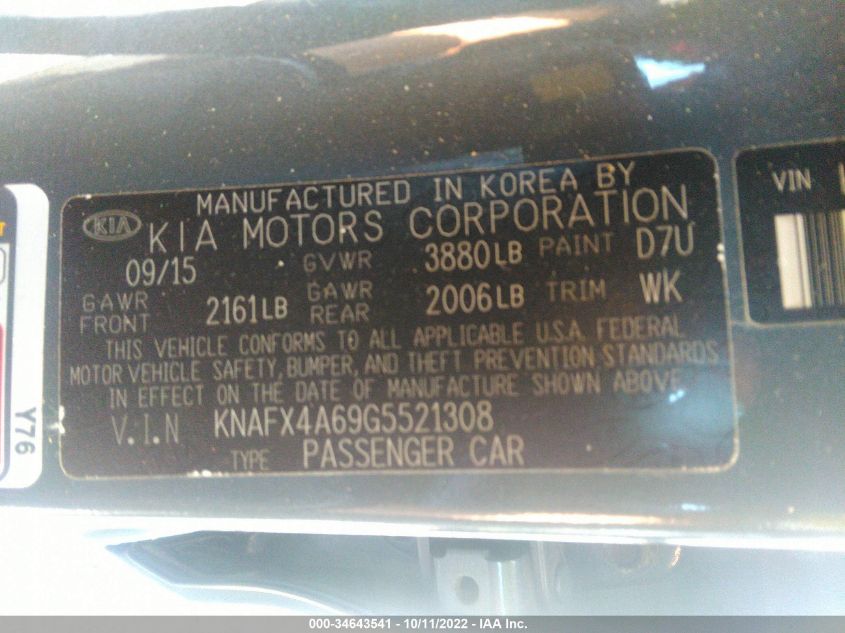 MANUFACTURED IN KOREA BY
KIA KIA MOTORS CORPORATION
09/15 GVWR 3880LB PAINT D7U
GAWR FRONT 2161LB GAWR REAR 2006LB TRIM WK
THIS VEHICLE CONFORMS TO ALL APPLICABLE U.S.A. FEDERAL
MOTOR VEHICLE SAFETY, BUMPER, AND THEFT PREVENTION STANDARDS
IN EFFECT ON THE DATE OF MANUFACTURE SHOWN ABOVE.
V.I.N KNAFX4A69G5521308
TYPE PASSENGER CAR
Y76
VIN
000-34643541 - 10/11/2022 - IAA Inc.